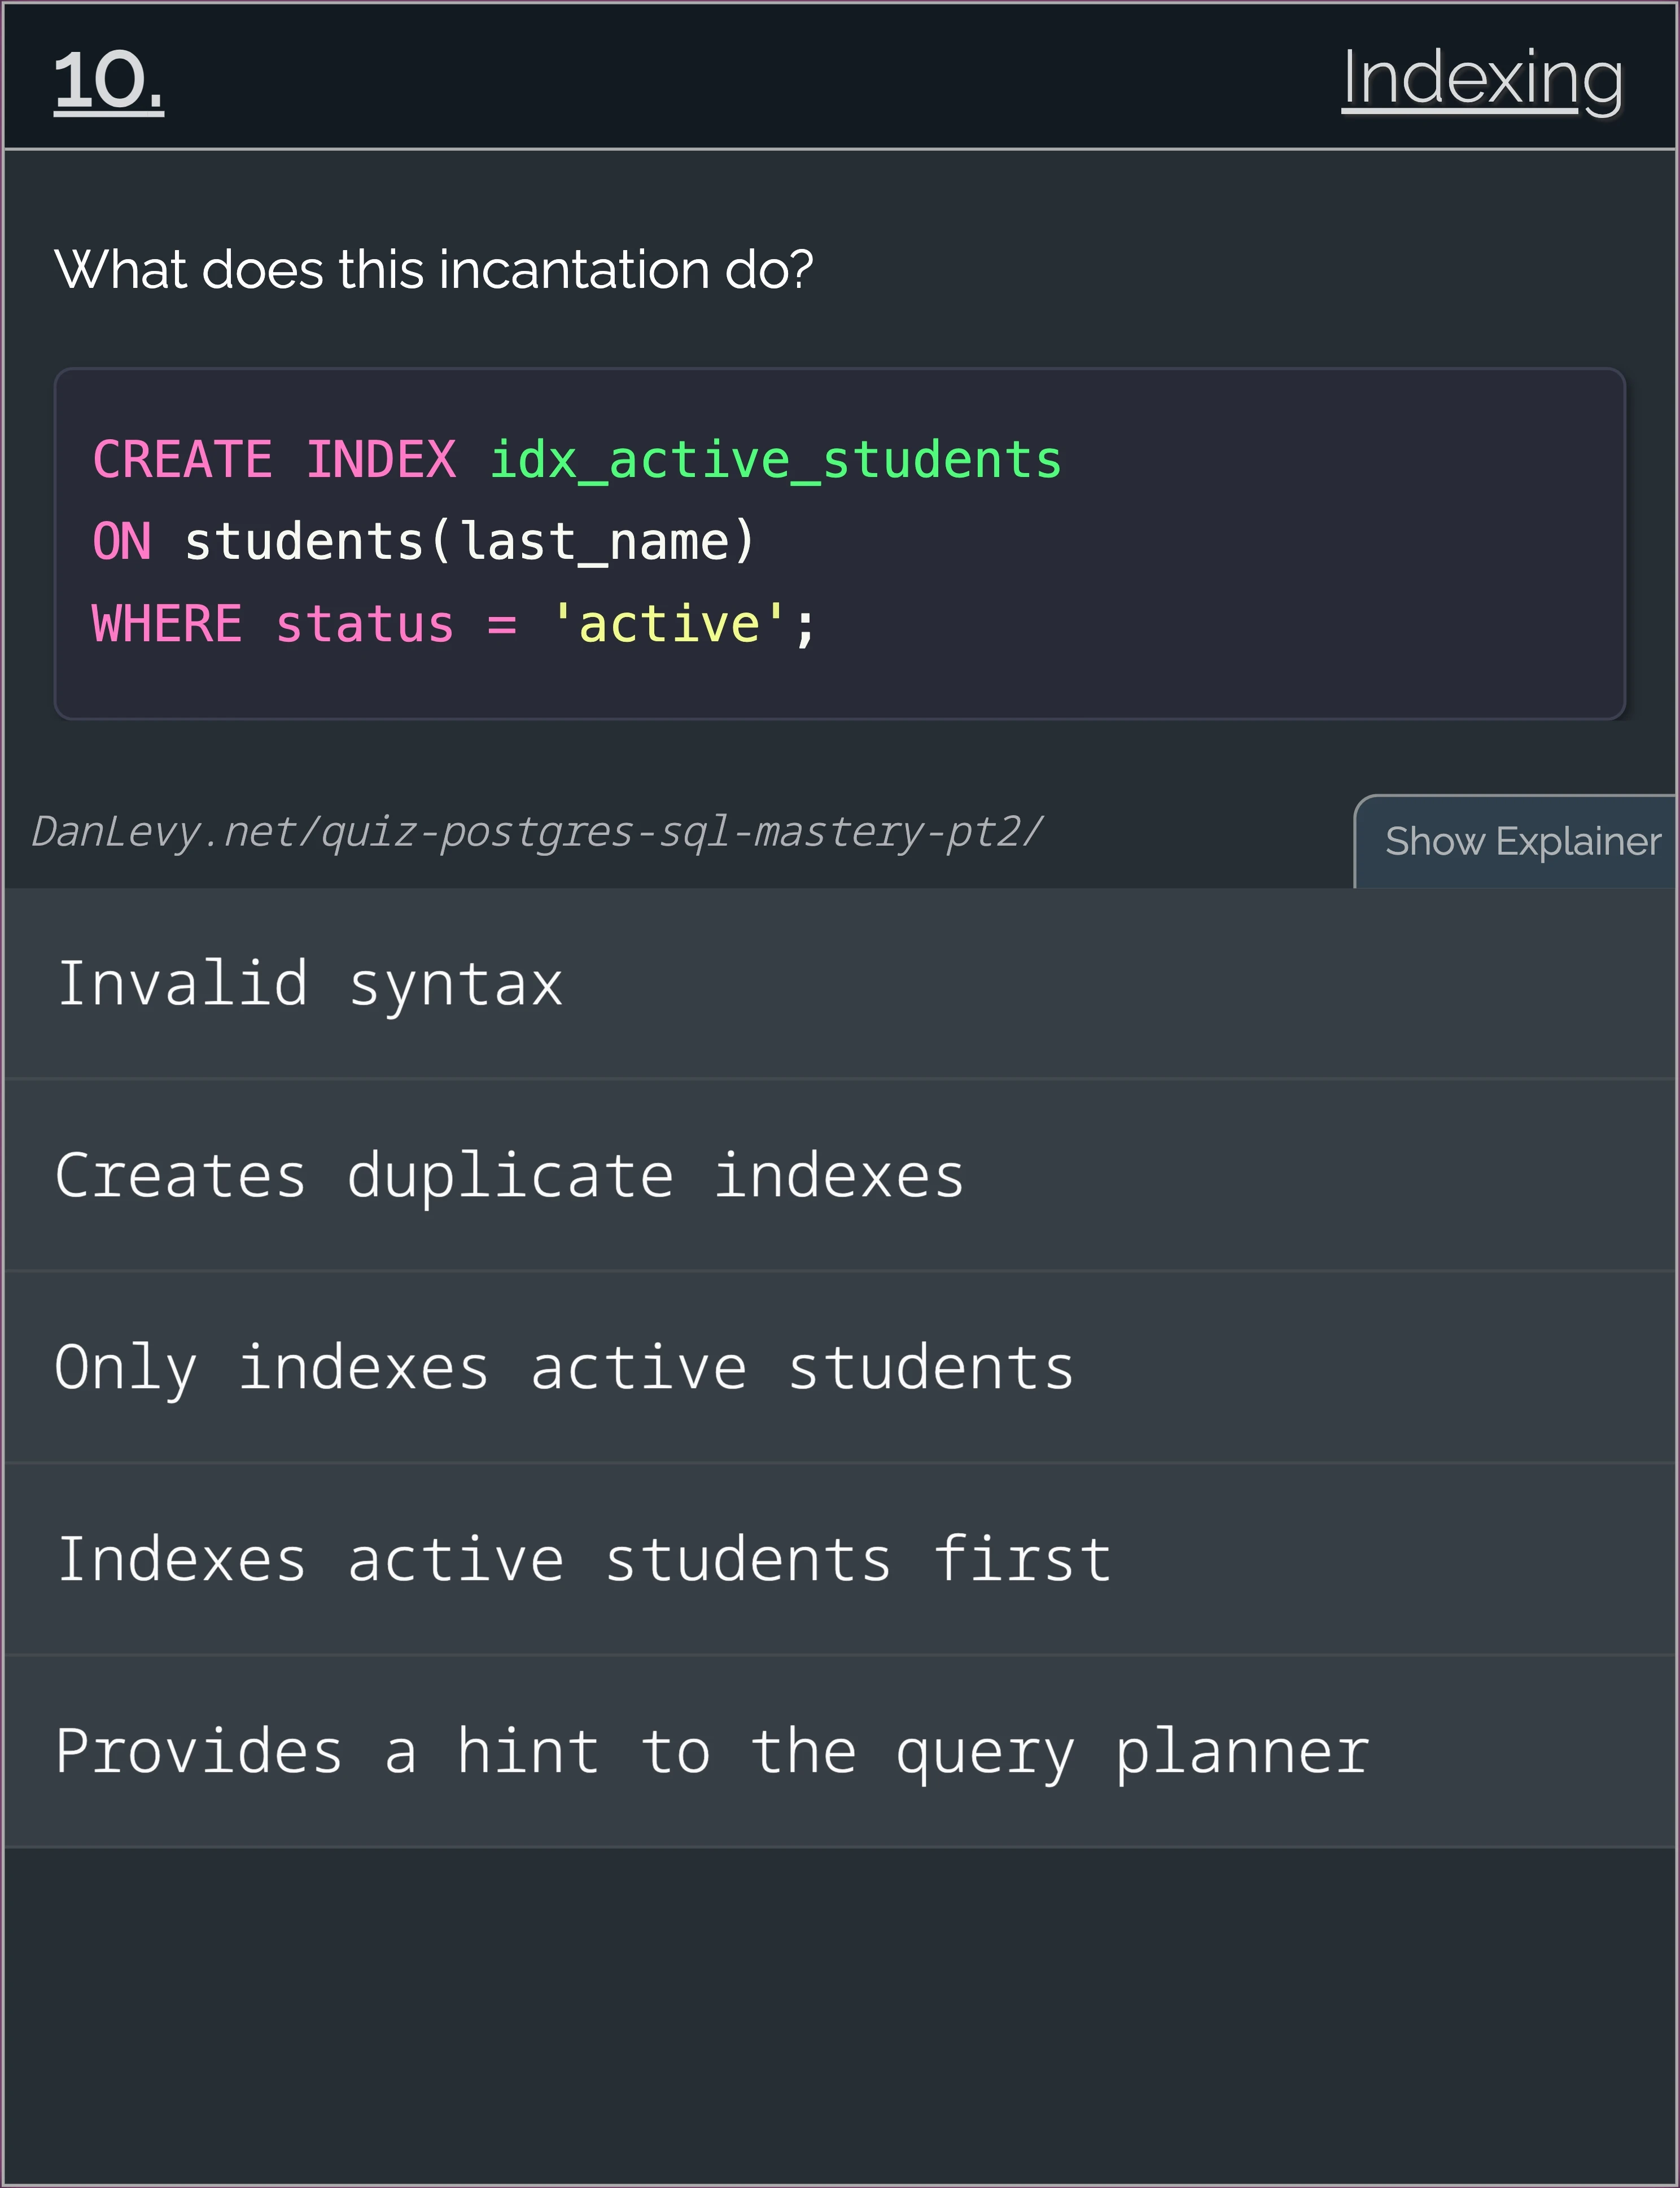 10.
Indexing
What does this incantation do?
CREATE INDEX idx_active_students
ON students(last_name)
WHERE status = 'active';
DanLevy.net/quiz-postgres-sql-mastery-pt2/
Show Explainer
Invalid syntax
Creates duplicate indexes
Only indexes active students
Indexes active students first
Provides a hint to the query planner